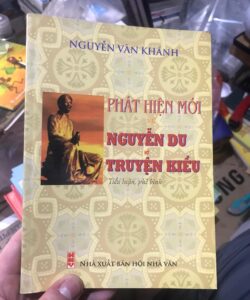 NGUYỄN VĂN KHÁNH
PHÁT HIỆN MỚI
NGUYỄN DU
TRUYỆN KIỀU
Tiểu luận, phê bình
NHÀ XUẤT BẢN HỘI NHÀ VĂN